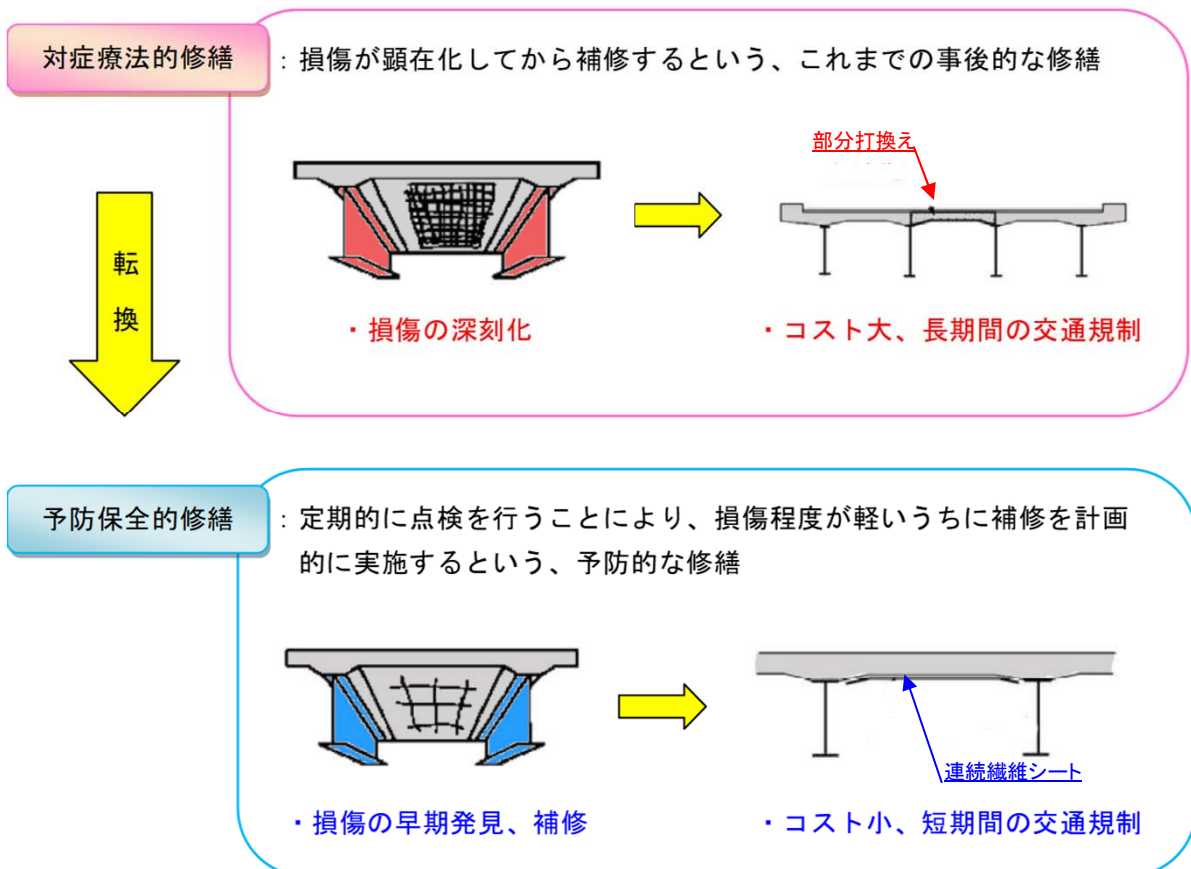 対症療法的修繕
：損傷が顕在化してから補修するという、これまでの事後的な修繕
部分打換え
・損傷の深刻化
・コスト大、長期間の交通規制
転
換
予防保全的修繕
：定期的に点検を行うことにより、損傷程度が軽いうちに補修を計画
的に実施するという、予防的な修繕
連続繊維シート
・損傷の早期発見、補修
・コスト小、短期間の交通規制